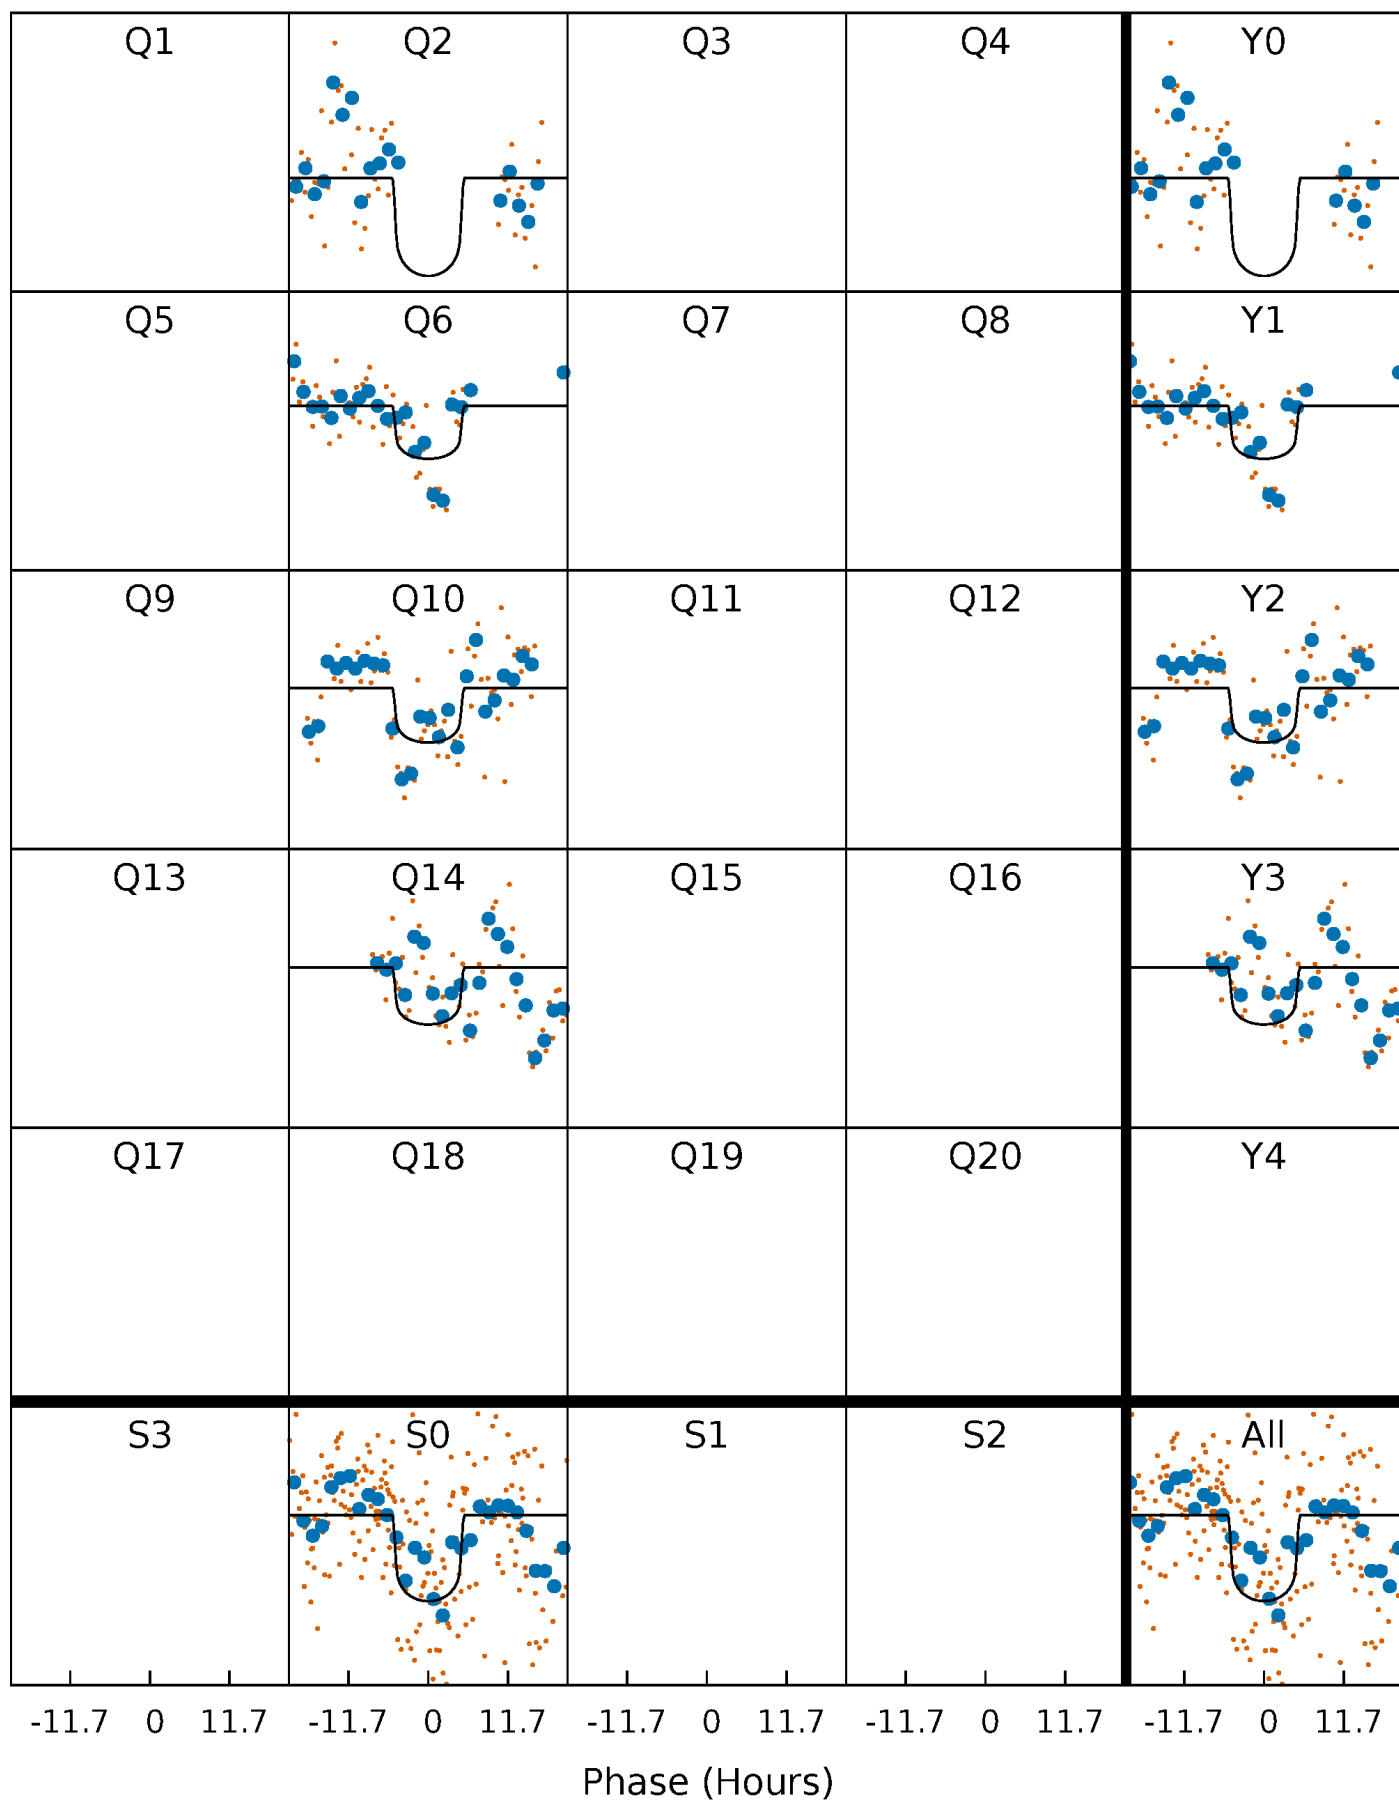 Q1 Q2 Q3 Q4 Y0
Q5 Q6 Q7 Q8 Y1
Q9 Q10 Q11 Q12 Y2
Q13 Q14 Q15 Q16 Y3
Q17 Q18 Q19 Q20 Y4
S3 S0 S1 S2 All
-11.7 0 11.7 -11.7 0 11.7 -11.7 0 11.7 -11.7 0 11.7 -11.7 0 11.7
Phase (Hours)